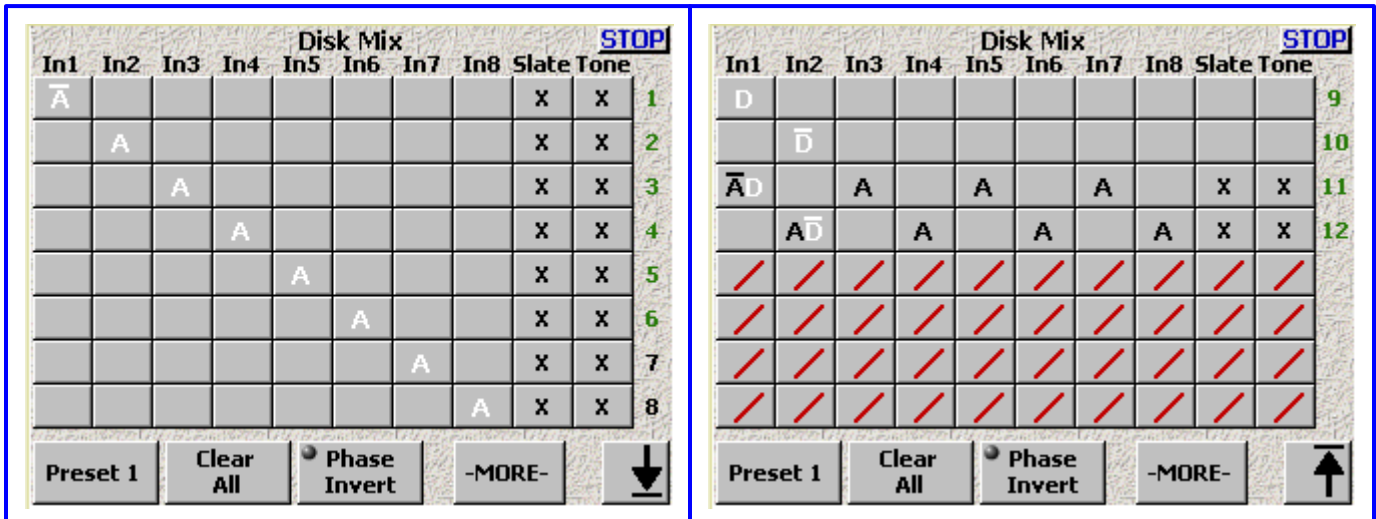 Disk Mix STOP
In1 In2 In3 In4 In5 In6 In7 In8 Slate Tone
A̅ X X 1
A X X 2
A X X 3
A X X 4
A X X 5
A X X 6
A X X 7
A X X 8
Preset 1 Clear All Phase Invert -MORE-
Disk Mix STOP
In1 In2 In3 In4 In5 In6 In7 In8 Slate Tone
D 9
D̅ 10
A̅D A A A X X 11
AD̅ A A A X X 12
Preset 1 Clear All Phase Invert -MORE-